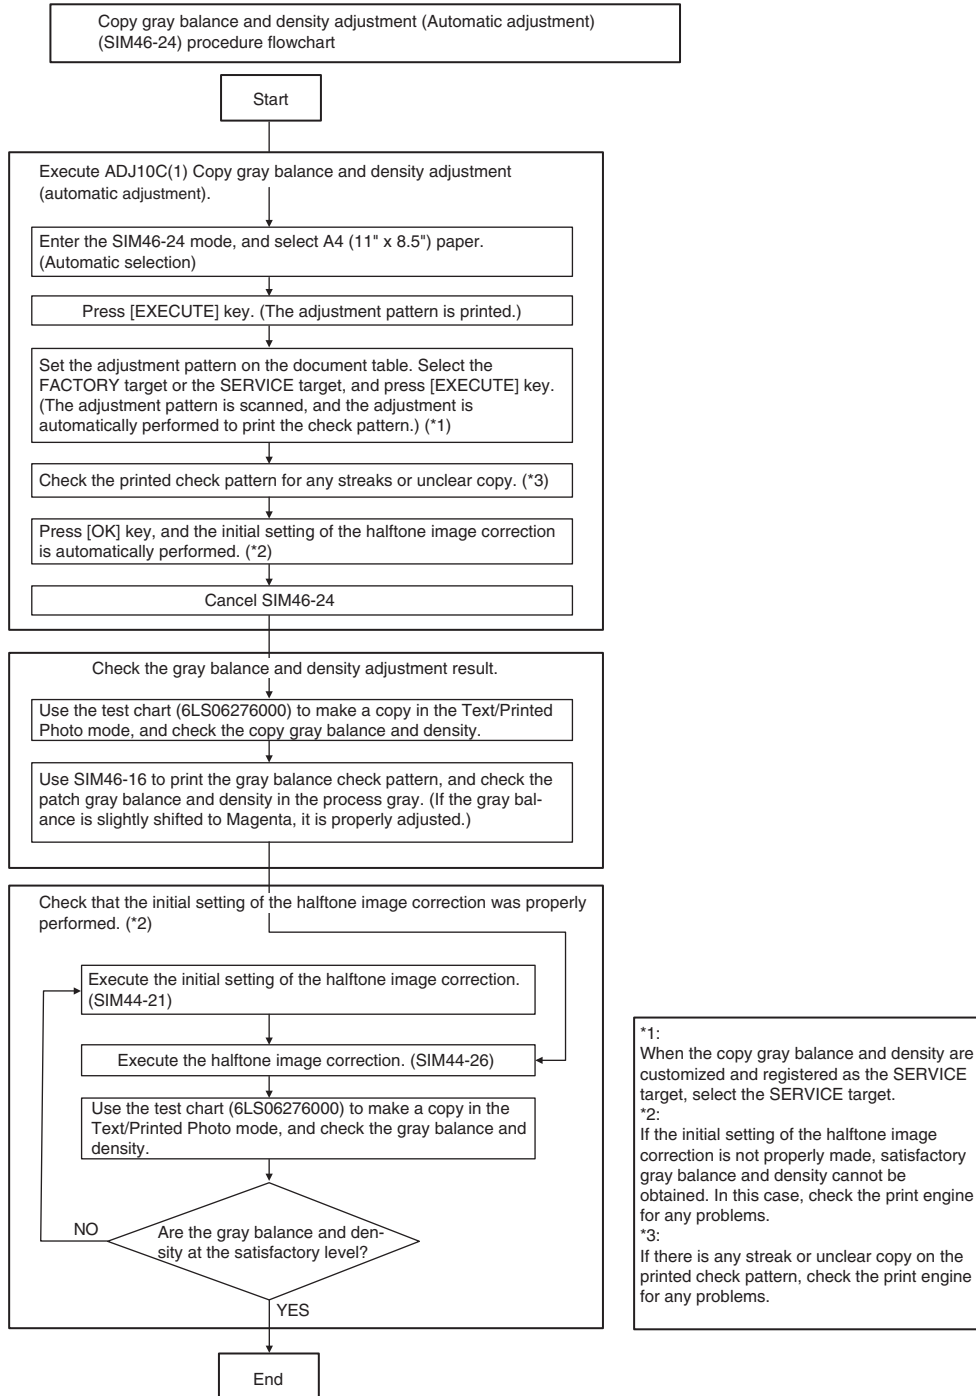 Copy gray balance and density adjustment (Automatic adjustment)
(SIM46-24) procedure flowchart
Start
Execute ADJ10C(1) Copy gray balance and density adjustment
(automatic adjustment).
Enter the SIM46-24 mode, and select A4 (11" x 8.5") paper.
(Automatic selection)
Press [EXECUTE] key. (The adjustment pattern is printed.)
Set the adjustment pattern on the document table. Select the
FACTORY target or the SERVICE target, and press [EXECUTE] key.
(The adjustment pattern is scanned, and the adjustment is
automatically performed to print the check pattern.) (*1)
Check the printed check pattern for any streaks or unclear copy. (*3)
Press [OK] key, and the initial setting of the halftone image correction
is automatically performed. (*2)
Cancel SIM46-24
Check the gray balance and density adjustment result.
Use the test chart (6LS06276000) to make a copy in the Text/Printed
Photo mode, and check the copy gray balance and density.
Use SIM46-16 to print the gray balance check pattern, and check the
patch gray balance and density in the process gray. (If the gray bal-
ance is slightly shifted to Magenta, it is properly adjusted.)
Check that the initial setting of the halftone image correction was properly
performed. (*2)
Execute the initial setting of the halftone image correction.
(SIM44-21)
Execute the halftone image correction. (SIM44-26)
Use the test chart (6LS06276000) to make a copy in the
Text/Printed Photo mode, and check the gray balance and
density.
NO
Are the gray balance and den-
sity at the satisfactory level?
YES
End
*1:
When the copy gray balance and density are
customized and registered as the SERVICE
target, select the SERVICE target.
*2:
If the initial setting of the halftone image
correction is not properly made, satisfactory
gray balance and density cannot be
obtained. In this case, check the print engine
for any problems.
*3:
If there is any streak or unclear copy on the
printed check pattern, check the print engine
for any problems.